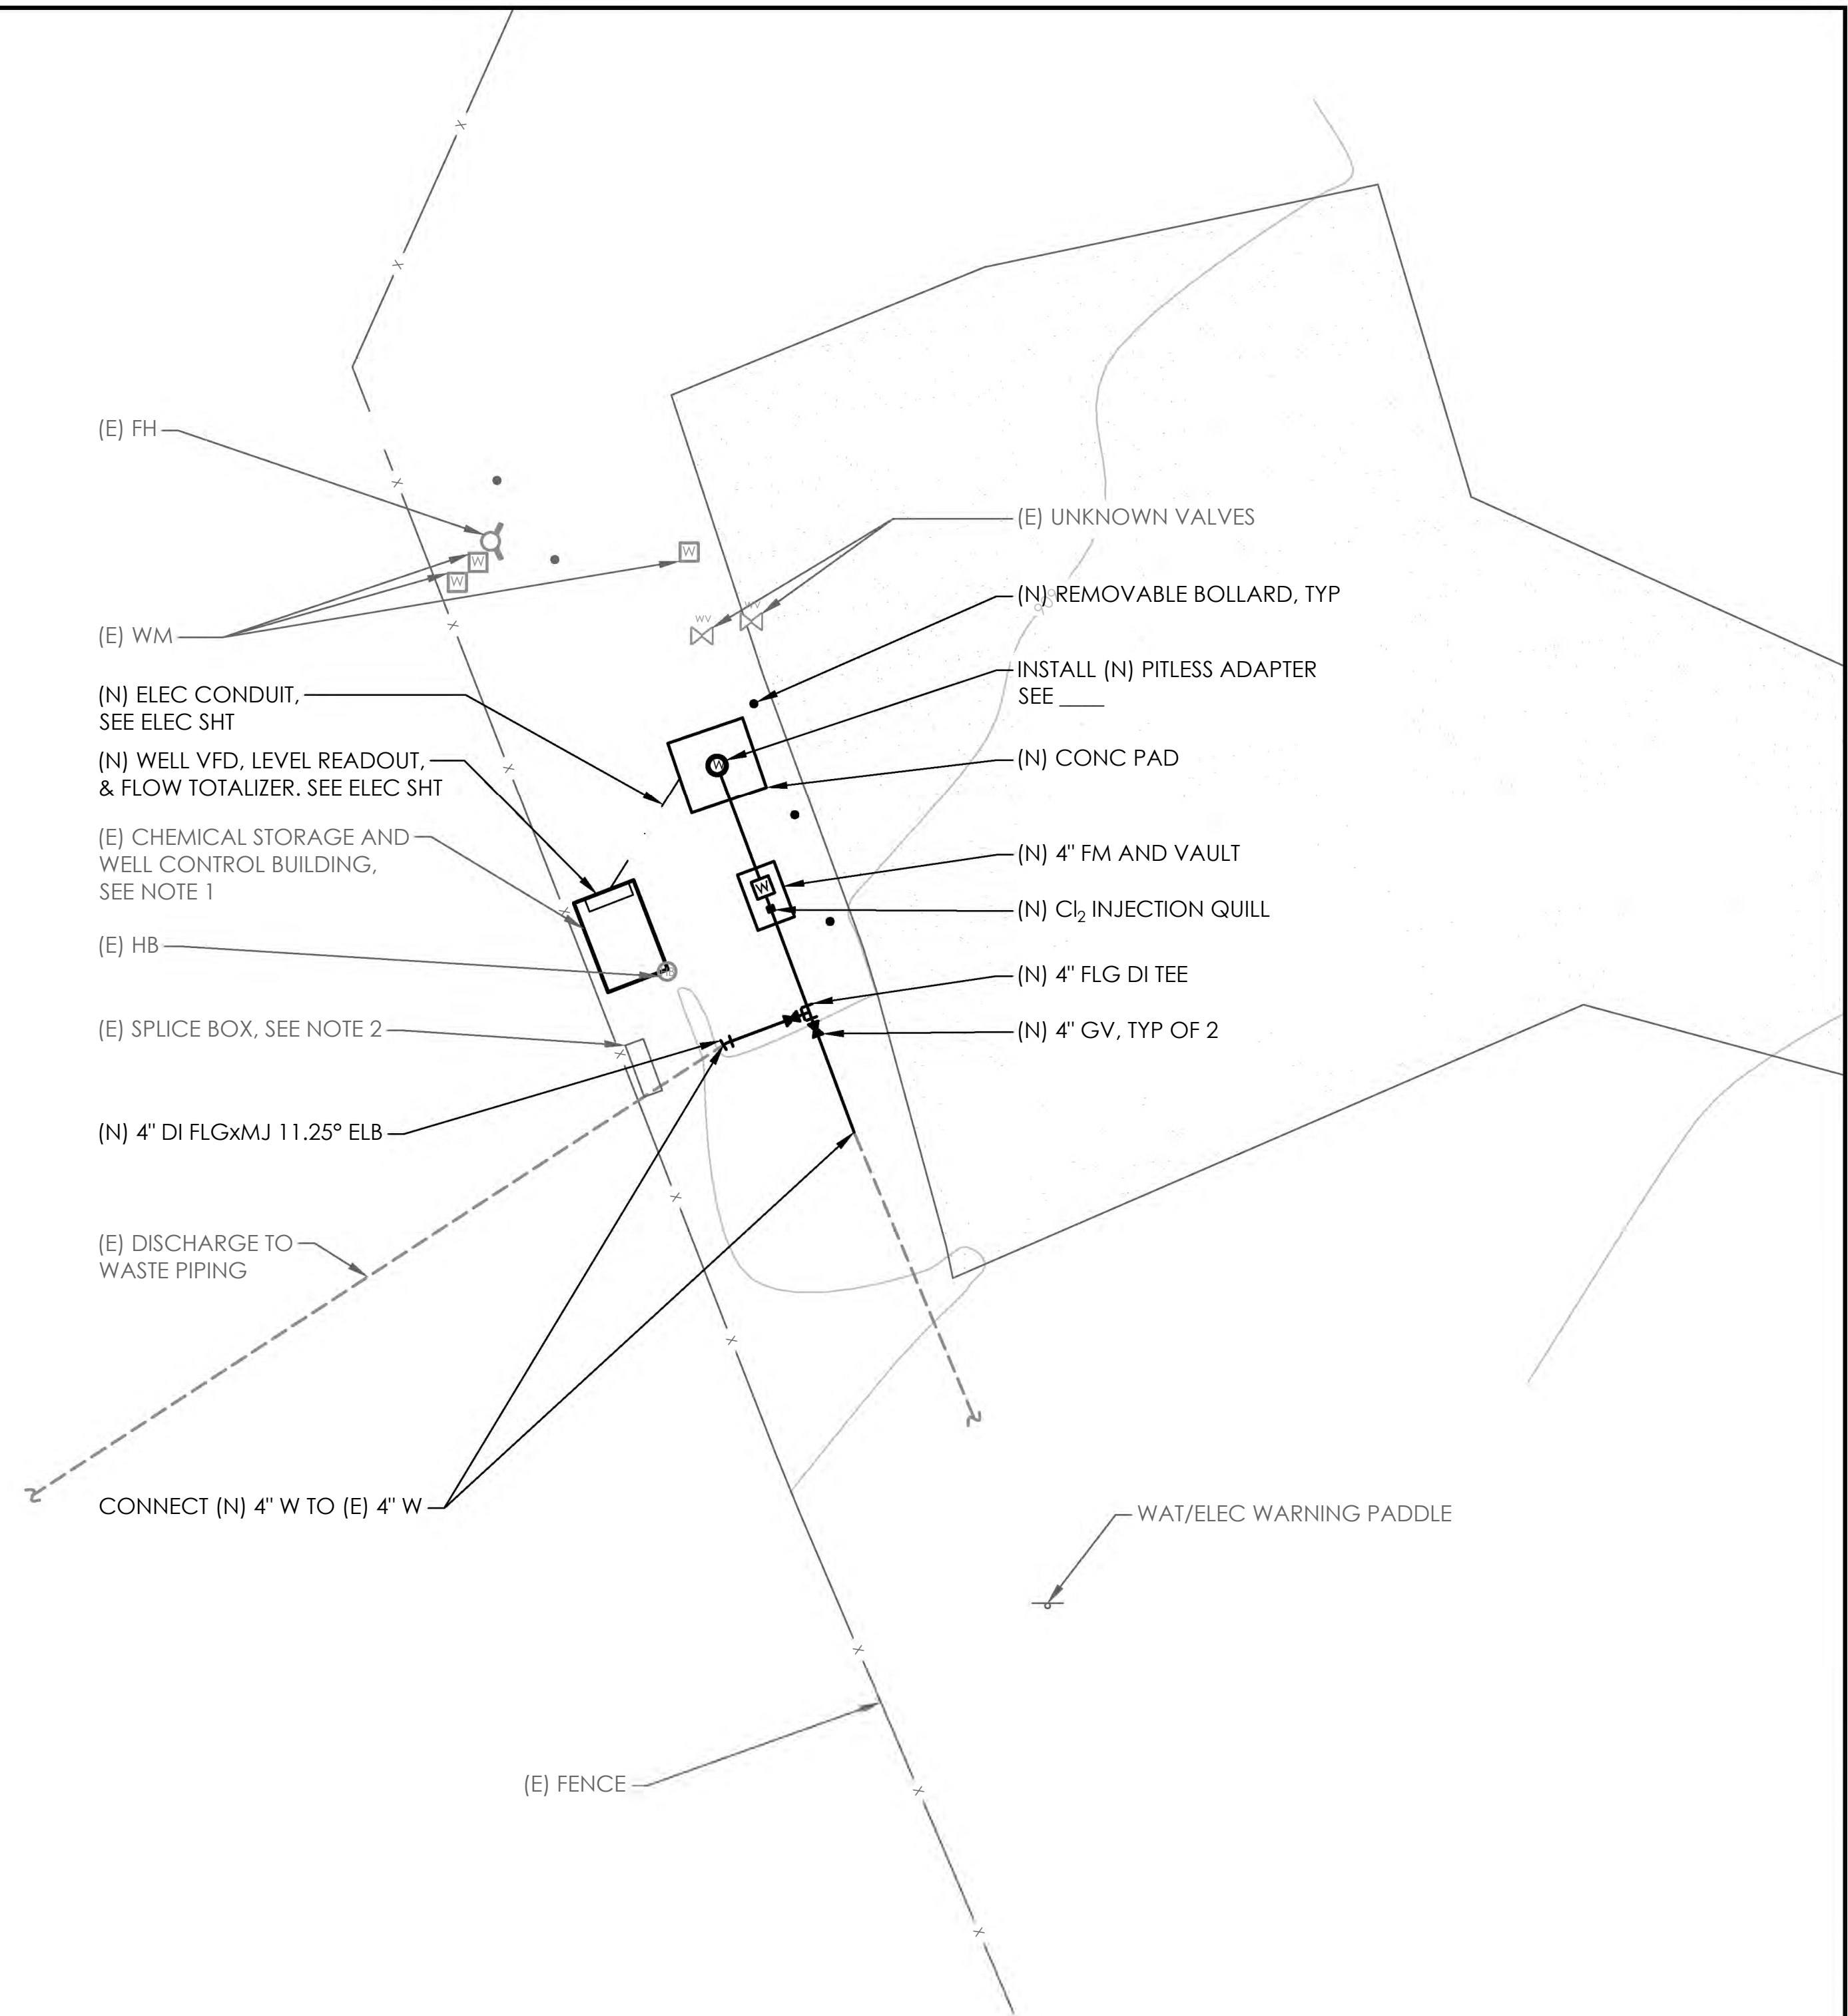 (E) FH
(E) UNKNOWN VALVES
W
W
W
(N) REMOVABLE BOLLARD, TYP
WV
WV
(E) WM
INSTALL (N) PITLESS ADAPTER
SEE ____
(N) ELEC CONDUIT,
SEE ELEC SHT
(N) CONC PAD
W
(N) WELL VFD, LEVEL READOUT,
& FLOW TOTALIZER. SEE ELEC SHT
(E) CHEMICAL STORAGE AND
WELL CONTROL BUILDING,
SEE NOTE 1
(N) 4" FM AND VAULT
W
(N) Cl₂ INJECTION QUILL
(E) HB
(N) 4" FLG DI TEE
(E) SPLICE BOX, SEE NOTE 2
(N) 4" GV, TYP OF 2
(N) 4" DI FLGxMJ 11.25° ELB
(E) DISCHARGE TO
WASTE PIPING
CONNECT (N) 4" W TO (E) 4" W
WAT/ELEC WARNING PADDLE
(E) FENCE